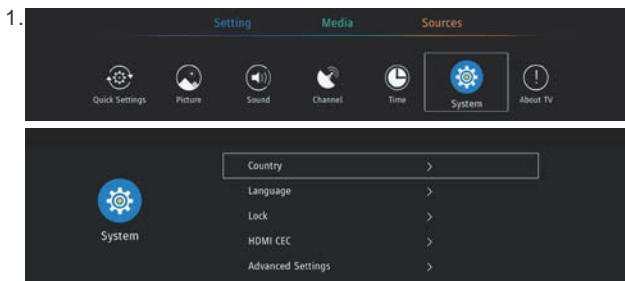 1.
Setting Media Sources
Quick Settings Picture Sound Channel Time System About TV
Country
Language
Lock
System
HDMI CEC
Advanced Settings